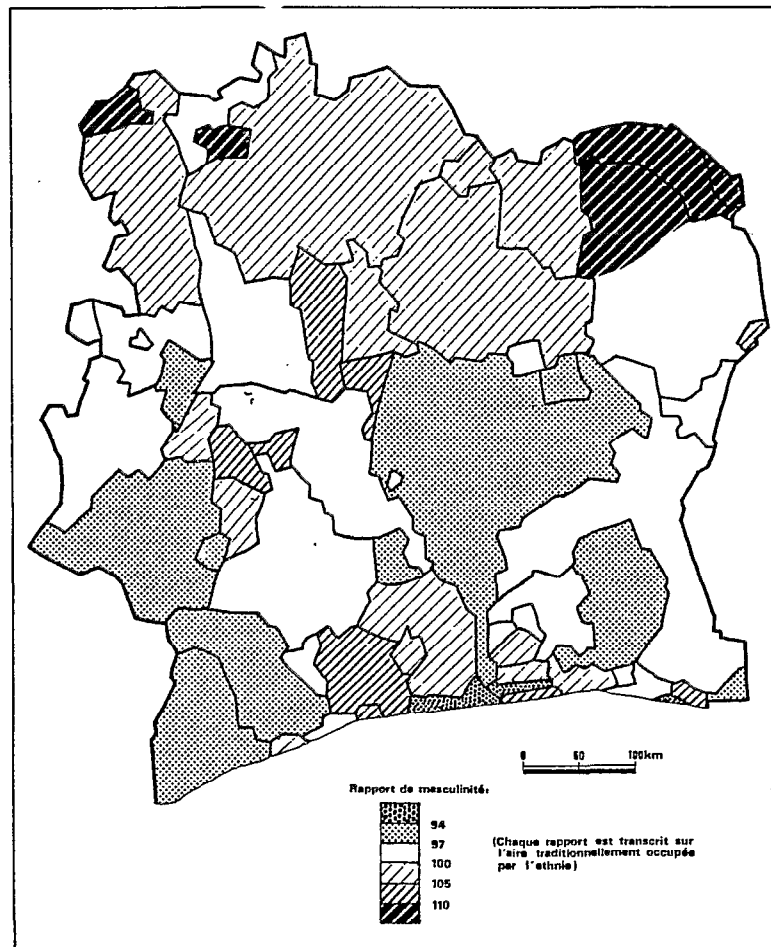 0 50 100km
Rapport de masculinité:
94
97
100
105
110
(Chaque rapport est transcrit sur
l'aire traditionnellement occupée
par l'ethnie)